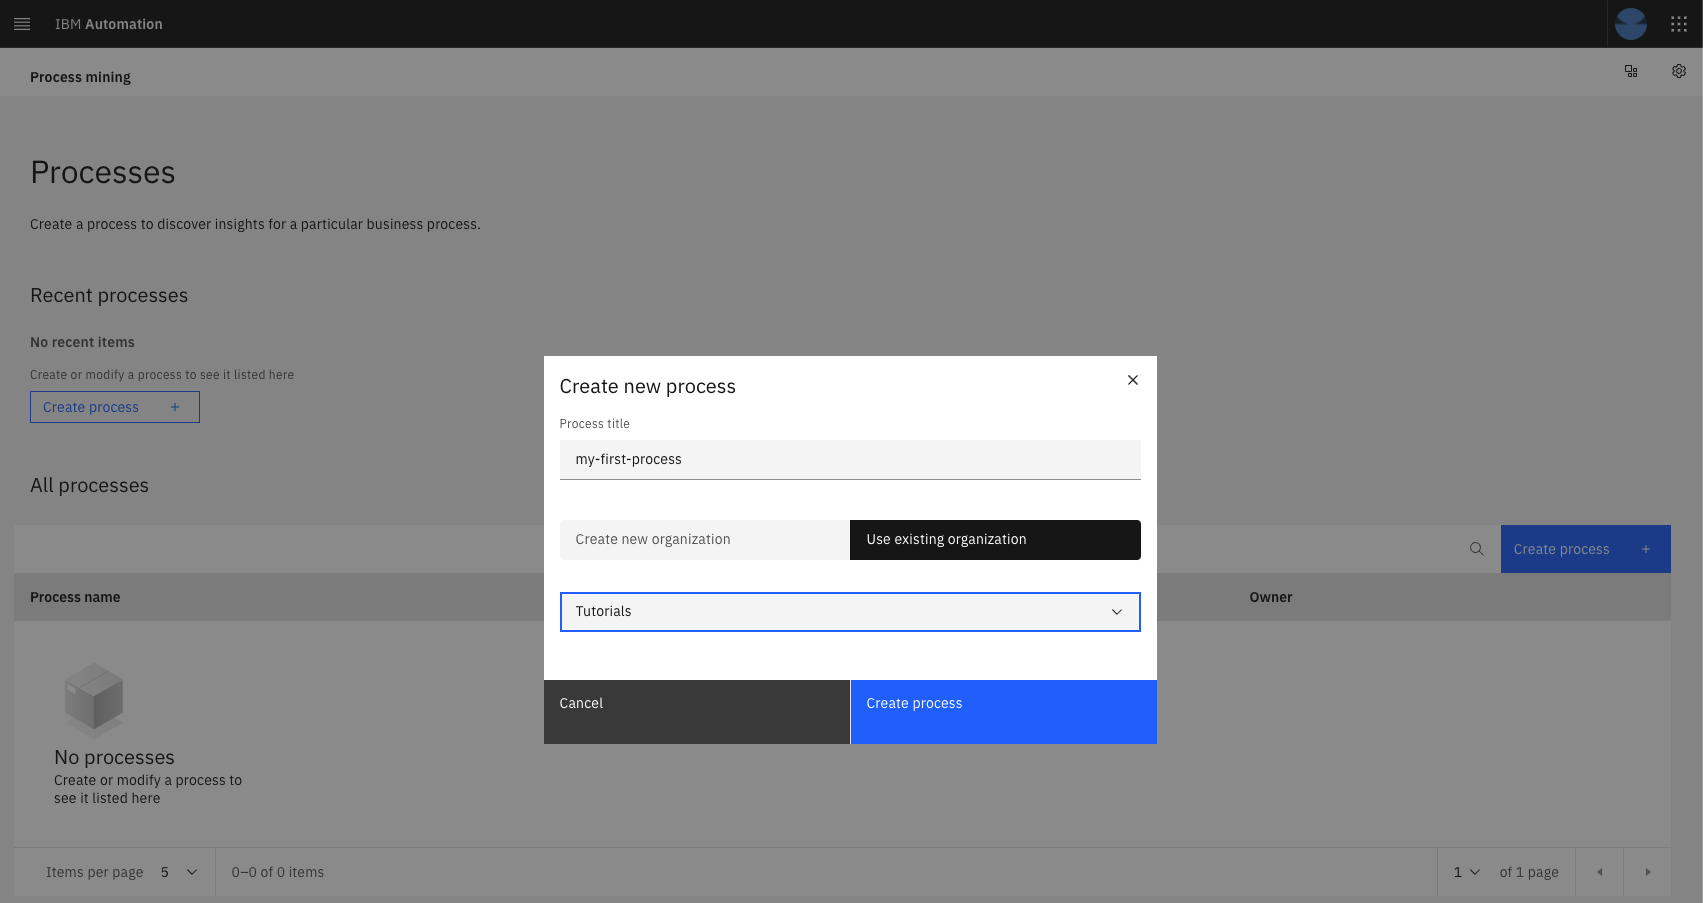 IBM Automation
Process mining
Processes
Create a process to discover insights for a particular business process.
Recent processes
No recent items
Create or modify a process to see it listed here
Create process +
All processes
Create process +
Process name
Owner
No processes
Create or modify a process to
see it listed here
Items per page 5
0–0 of 0 items
1 of 1 page
Create new process
Process title
my-first-process
Create new organization
Use existing organization
Tutorials
Cancel
Create process